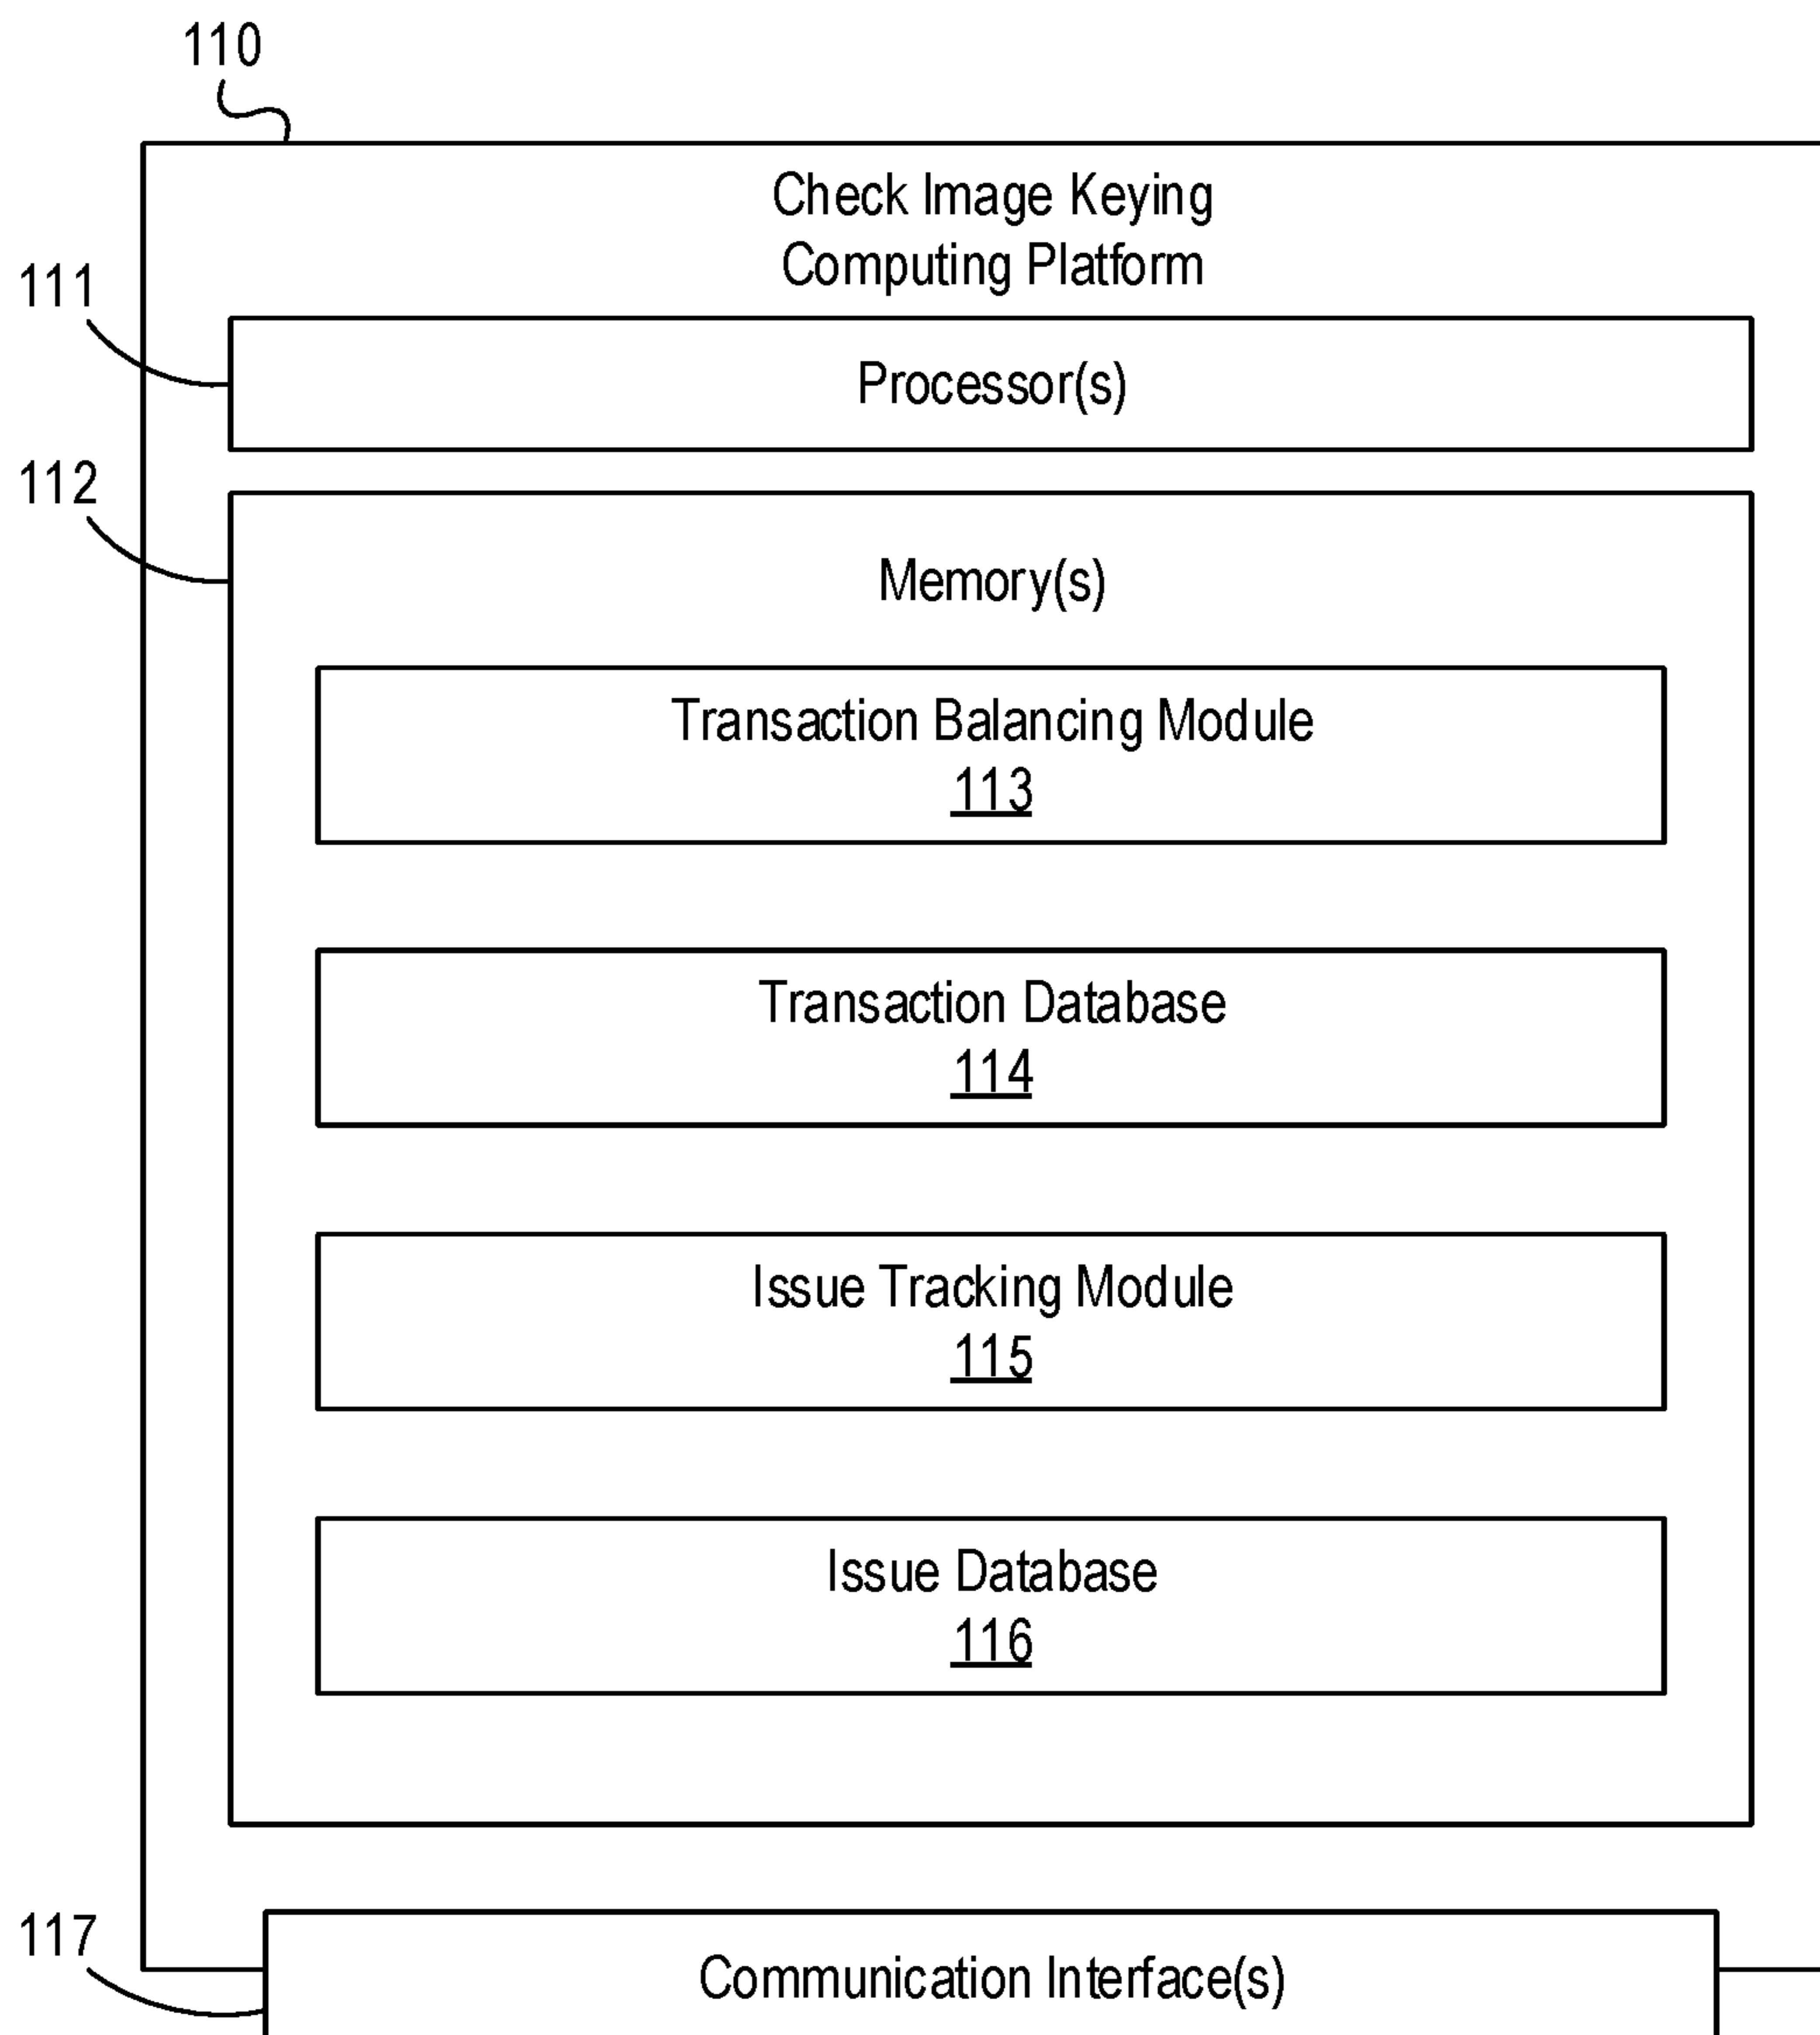 110
Check Image Keying
Computing Platform
111
Processor(s)
112
Memory(s)
Transaction Balancing Module
113
Transaction Database
114
Issue Tracking Module
115
Issue Database
116
117
Communication Interface(s)